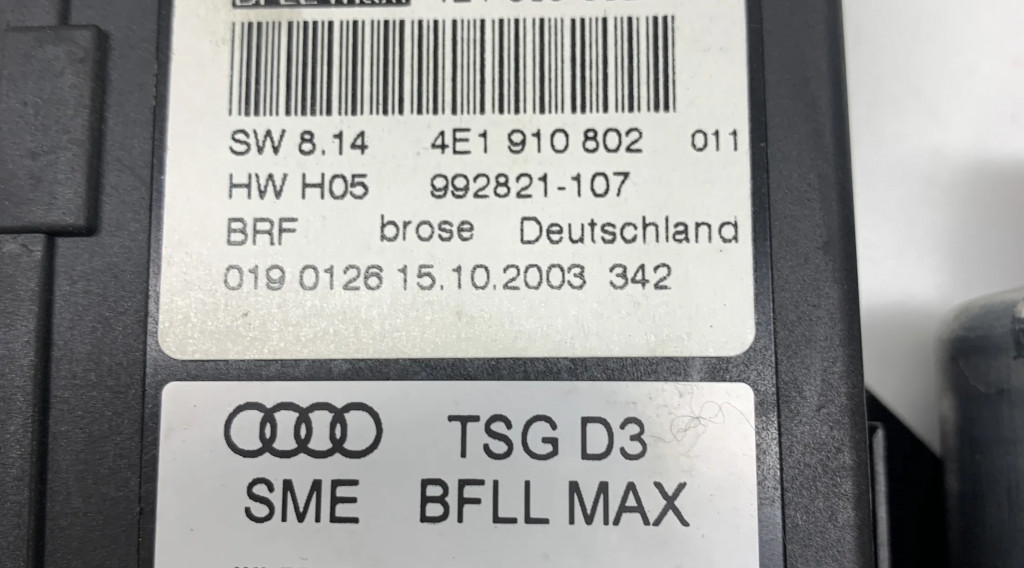 SW 8.14 4E1 910 802 011
HW H05 992821-107
BRF brose Deutschland
019 0126 15.10.2003 342
TSG D3
SME BFLL MAX